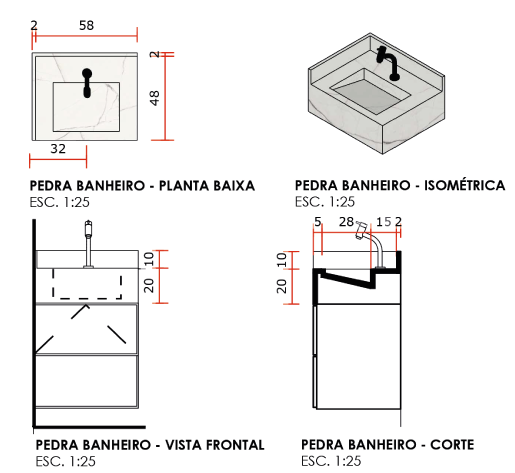 2 58
2
48
32
PEDRA BANHEIRO - PLANTA BAIXA
ESC. 1:25
PEDRA BANHEIRO - ISOMÉTRICA
ESC. 1:25
10
20
PEDRA BANHEIRO - VISTA FRONTAL
ESC. 1:25
5 28 15 2
10
20
PEDRA BANHEIRO - CORTE
ESC. 1:25